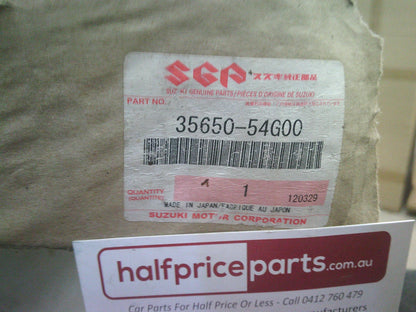 SGP スズキ純正部品
SUZUKI GENUINE PARTS/PIECES D'ORIGINE DE SUZUKI
PART NO.
35650-54G00
QUANTITY
(QUANTITE)
1
120329
MADE IN JAPAN/FABRIQUE AU JAPON
SUZUKI MOTOR CORPORATION
halfpriceparts.com.au
Car Parts For Half Price Or Less - Call 0412 760 479